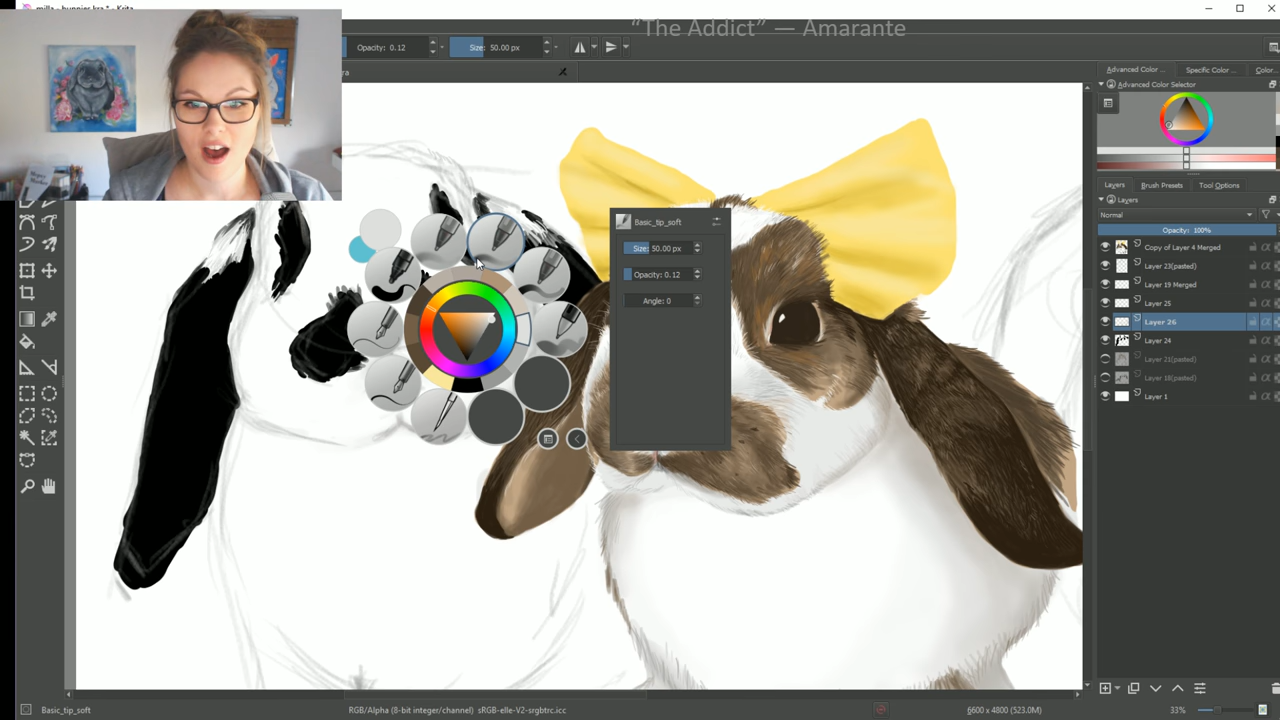 milla - bunnies.kra * - Krita
"The Addict" — Amarante
Opacity: 0.12
Size: 50.00 px
ra
Advanced Color ...
Specific Color ...
Color...
Advanced Color Selector
Layers
Brush Presets
Tool Options
Layers
Normal
Opacity: 100%
Copy of Layer 4 Merged
Layer 23(pasted)
Layer 19 Merged
Layer 25
Layer 26
Layer 24
Layer 21(pasted)
Layer 18(pasted)
Layer 1
Basic_tip_soft
Size: 50.00 px
Opacity: 0.12
Angle: 0
Basic_tip_soft
RGB/Alpha (8-bit integer/channel) sRGB-elle-V2-srgbtrc.icc
6600 x 4800 (523.0M)
33%